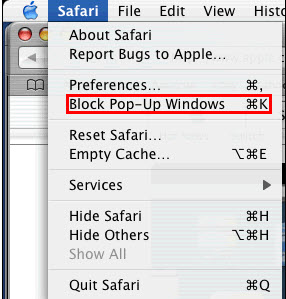 Safari File Edit View Histo
About Safari
Report Bugs to Apple...
Preferences... ⌘,
Block Pop-Up Windows ⌘K
Reset Safari...
Empty Cache... ⌥⌘E
Services
Hide Safari ⌘H
Hide Others ⌥⌘H
Show All
Quit Safari ⌘Q